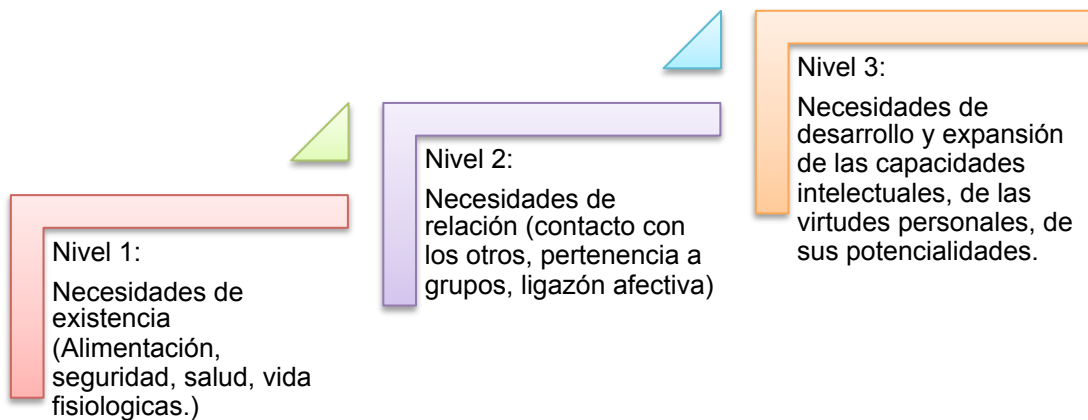 Nivel 1:
Necesidades de
existencia
(Alimentación,
seguridad, salud, vida
fisiologicas.)
Nivel 2:
Necesidades de
relación (contacto con
los otros, pertenencia a
grupos, ligazón afectiva)
Nivel 3:
Necesidades de
desarrollo y expansión
de las capacidades
intelectuales, de las
virtudes personales, de
sus potencialidades.